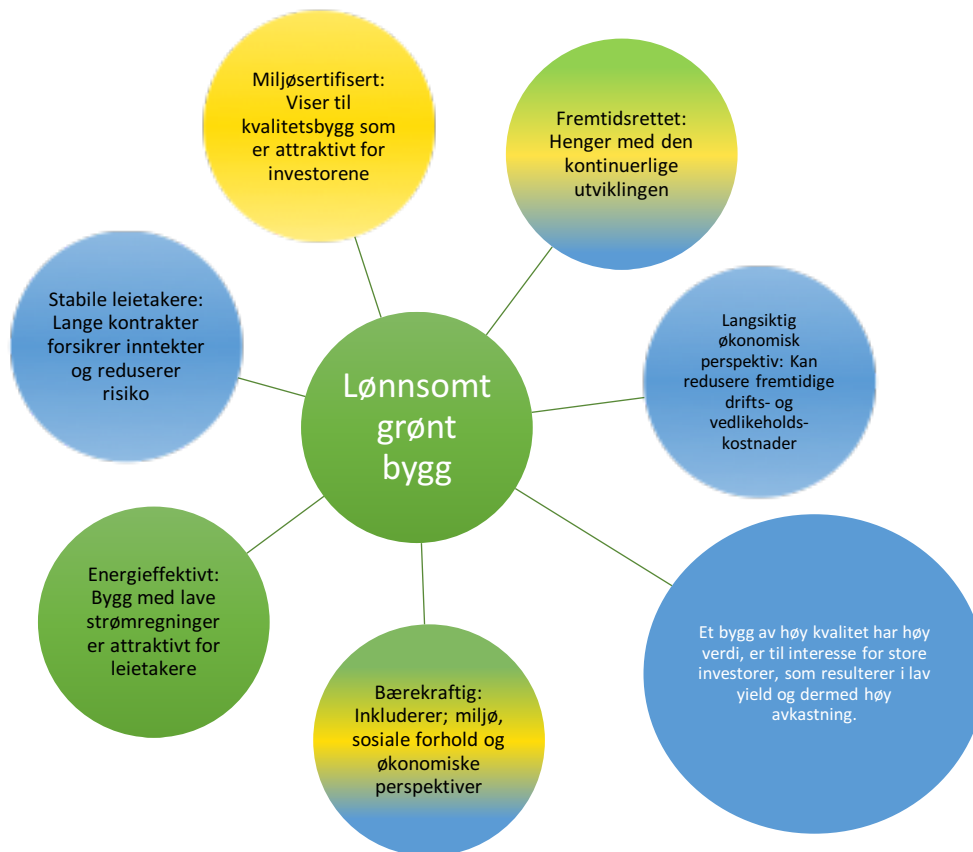 Miljøsertifisert:
Viser til
kvalitetsbygg som
er attraktivt for
investorene
Fremtidsrettet:
Henger med den
kontinuerlige
utviklingen
Stabile leietakere:
Lange kontrakter
forsikrer inntekter
og reduserer
risiko
Langsiktig
økonomisk
perspektiv: Kan
redusere fremtidige
drifts- og
vedlikeholds-
kostnader
Lønnsomt
grønt
bygg
Energieffektivt:
Bygg med lave
strømregninger
er attraktivt for
leietakere
Bærekraftig:
Inkluderer; miljø,
sosiale forhold og
økonomiske
perspektiver
Et bygg av høy kvalitet har høy
verdi, er til interesse for store
investorer, som resulterer i lav
yield og dermed høy
avkastning.